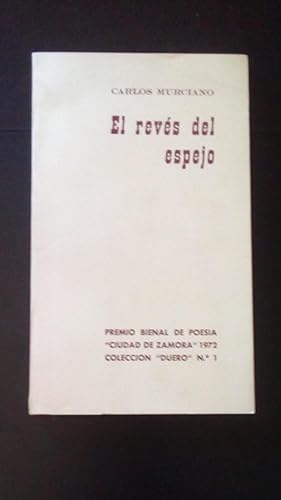 CARLOS MURCIANO
El revés del
espejo
PREMIO BIENAL DE POESIA
"CIUDAD DE ZAMORA" 1972
COLECCION "DUERO" N.º 1